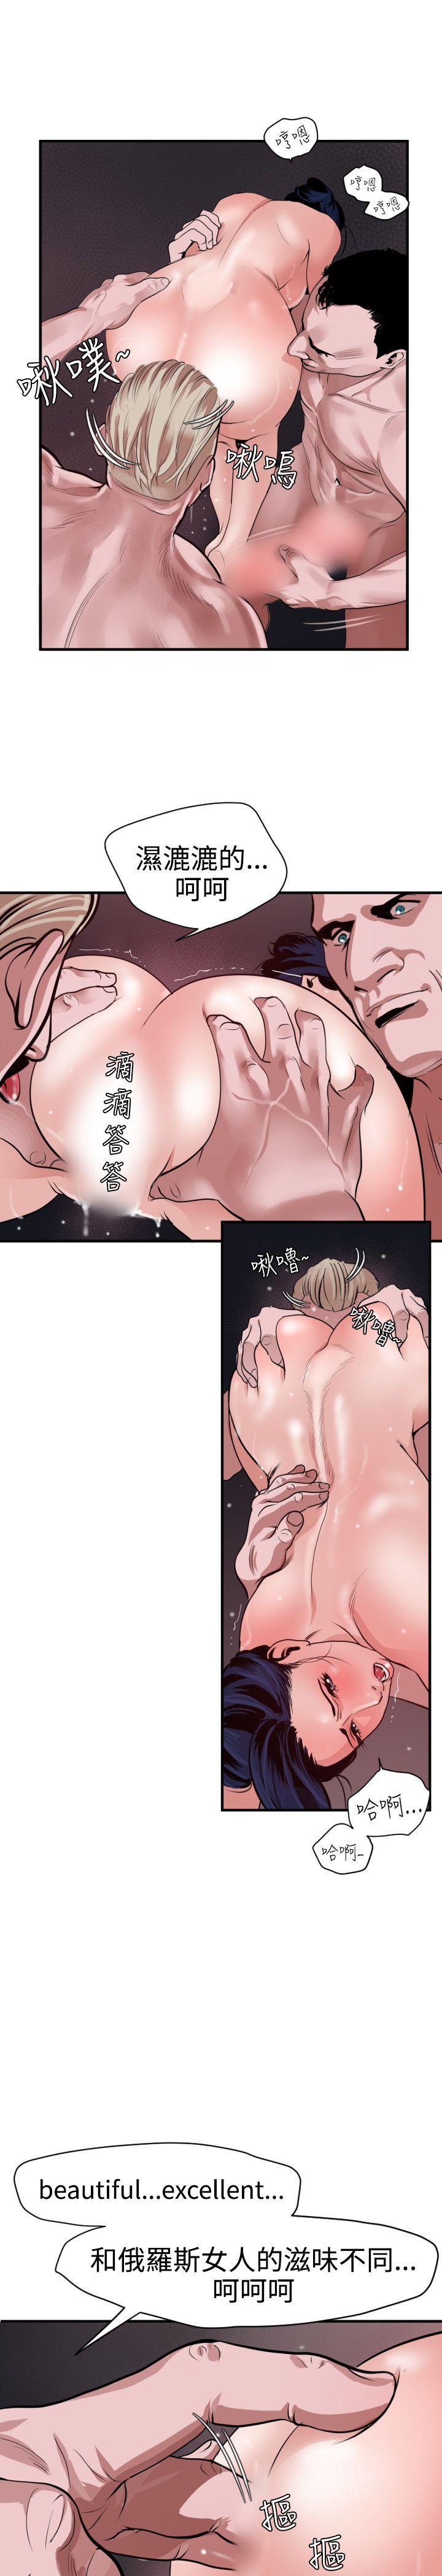 哼嗯
哼嗯
哼嗯
啾噗~
啾嗚
濕漉漉的...
呵呵
滴滴答答
啾嚕~
啾嚕~
哈啊...
哈啊~
beautiful...excellent...
和俄羅斯女人的滋味不同...
呵呵呵
摳
摳